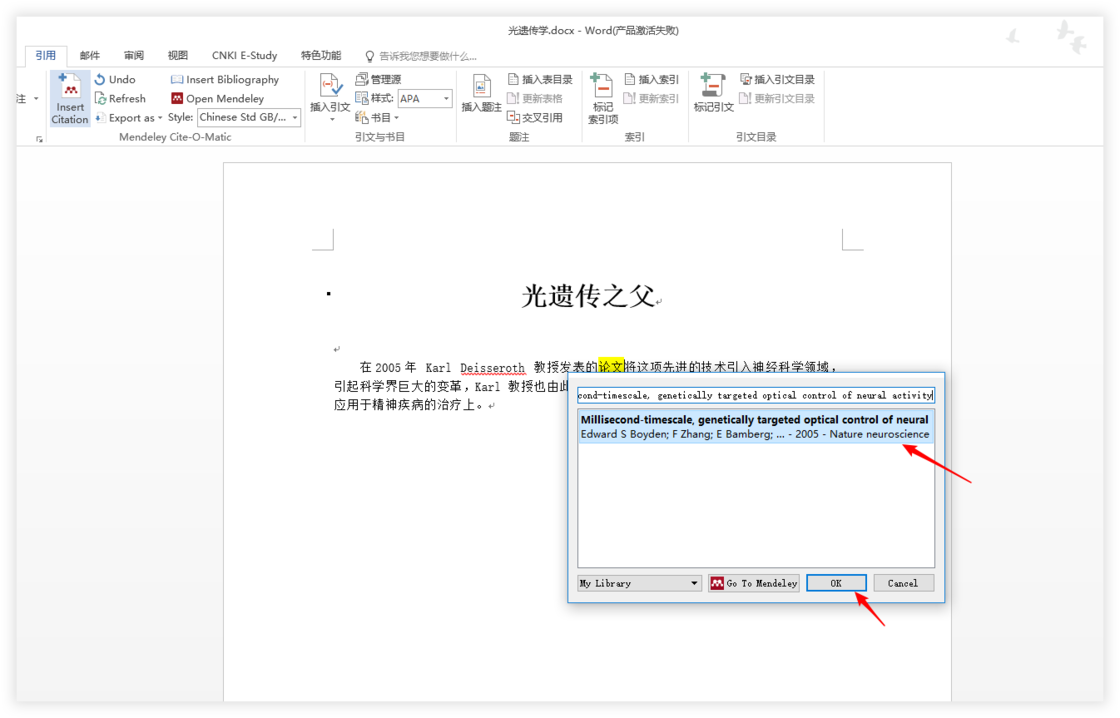 光遗传学.docx - Word(产品激活失败)
引用 邮件 审阅 视图 CNKI E-Study 特色功能 告诉我您想要做什么...
注
Insert Citation
Undo
Refresh
Export as
Insert Bibliography
Open Mendeley
Style: Chinese Std GB/...
Mendeley Cite-O-Matic
插入引文
管理源
样式: APA
书目
引文与书目
插入题注
插入表目录
更新表格
交叉引用
题注
标记
索引项
插入索引
更新索引
索引
标记引文
插入引文目录
更新引文目录
引文目录
光遗传之父
在 2005 年 Karl Deisseroth 教授发表的论文将这项先进的技术引入神经科学领域，
引起科学界巨大的变革，Karl 教授也由此
应用于精神疾病的治疗上。
cond-timescale, genetically targeted optical control of neural activity
Millisecond-timescale, genetically targeted optical control of neural
Edward S Boyden; F Zhang; E Bamberg; ... - 2005 - Nature neuroscience
My Library Go To Mendeley OK Cancel